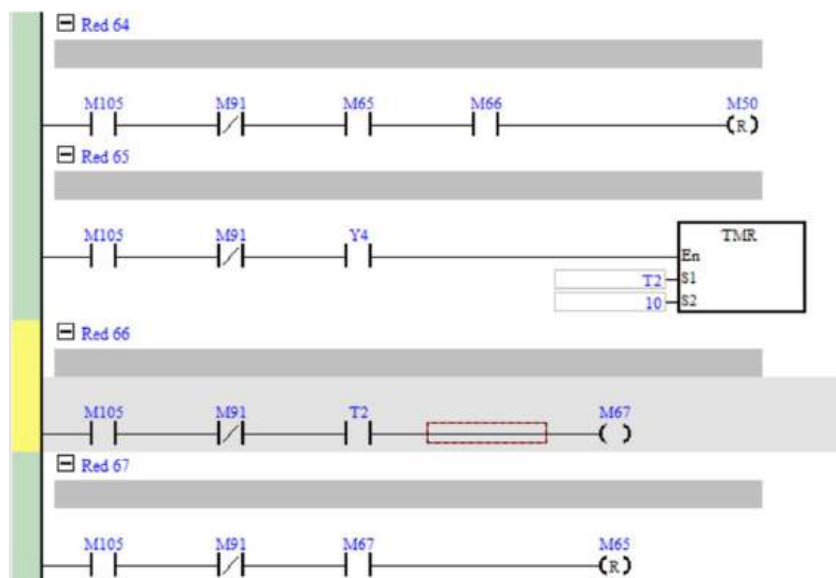 Red 64
M105 M91 M65 M66 M50
R
Red 65
M105 M91 Y4 TMR
En
T2 S1
10 S2
Red 66
M105 M91 T2 M67
Red 67
M105 M91 M67 M65
R